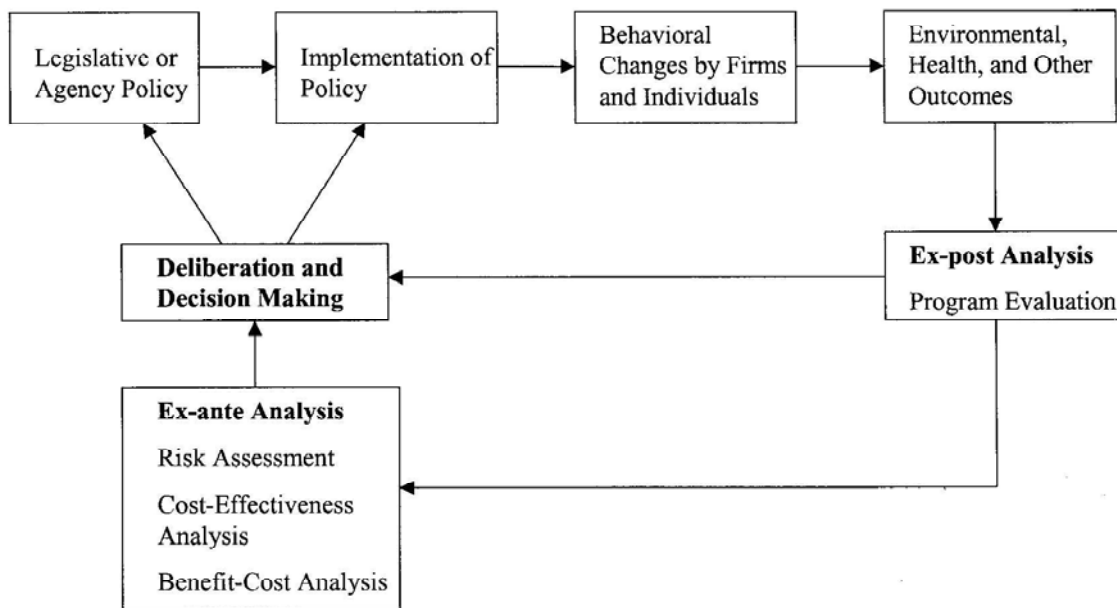 Legislative or
Agency Policy
Implementation of
Policy
Behavioral
Changes by Firms
and Individuals
Environmental,
Health, and Other
Outcomes
Deliberation and
Decision Making
Ex-post Analysis
Program Evaluation
Ex-ante Analysis
Risk Assessment
Cost-Effectiveness
Analysis
Benefit-Cost Analysis